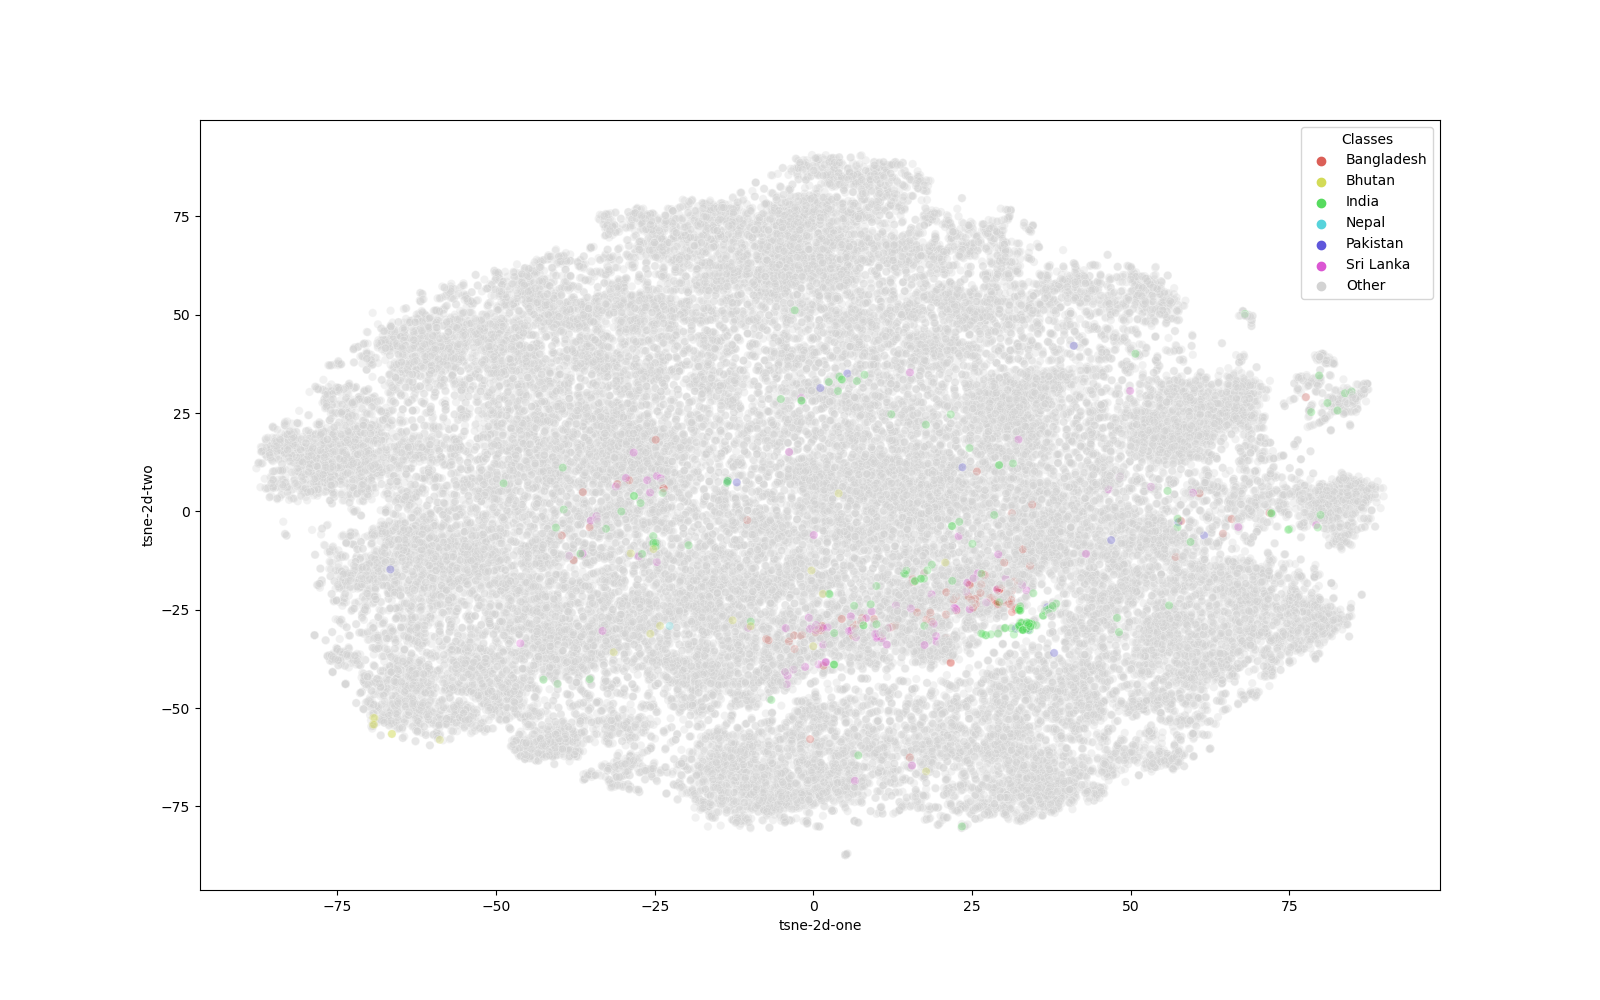 Classes
Bangladesh
Bhutan
India
Nepal
Pakistan
Sri Lanka
Other
75
50
25
0
−25
−50
−75
tsne-2d-two
−75
−50
−25
0
25
50
75
tsne-2d-one